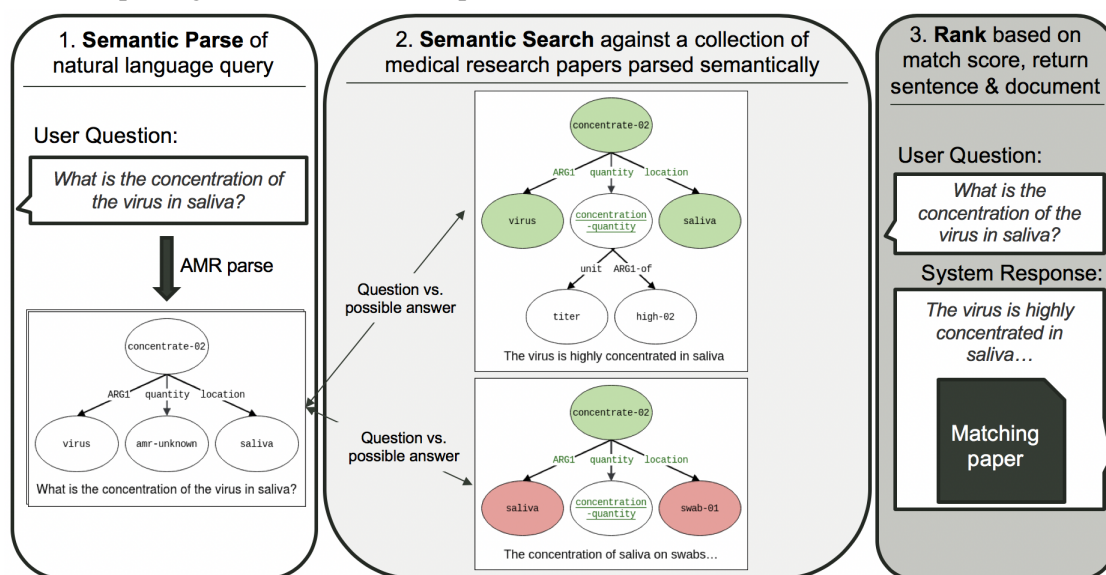 1. Semantic Parse of
natural language query
User Question:
What is the concentration of
the virus in saliva?
AMR parse
concentrate-02
ARG1 quantity location
virus amr-unknown saliva
What is the concentration of the virus in saliva?
2. Semantic Search against a collection of
medical research papers parsed semantically
Question vs.
possible answer
concentrate-02
ARG1 quantity location
virus concentration
-quantity saliva
unit ARG1-of
titer high-02
The virus is highly concentrated in saliva
Question vs.
possible answer
concentrate-02
ARG1 quantity location
saliva concentration
-quantity swab-01
The concentration of saliva on swabs...
3. Rank based on
match score, return
sentence & document
User Question:
What is the
concentration of the
virus in saliva?
System Response:
The virus is highly
concentrated in
saliva...
Matching
paper